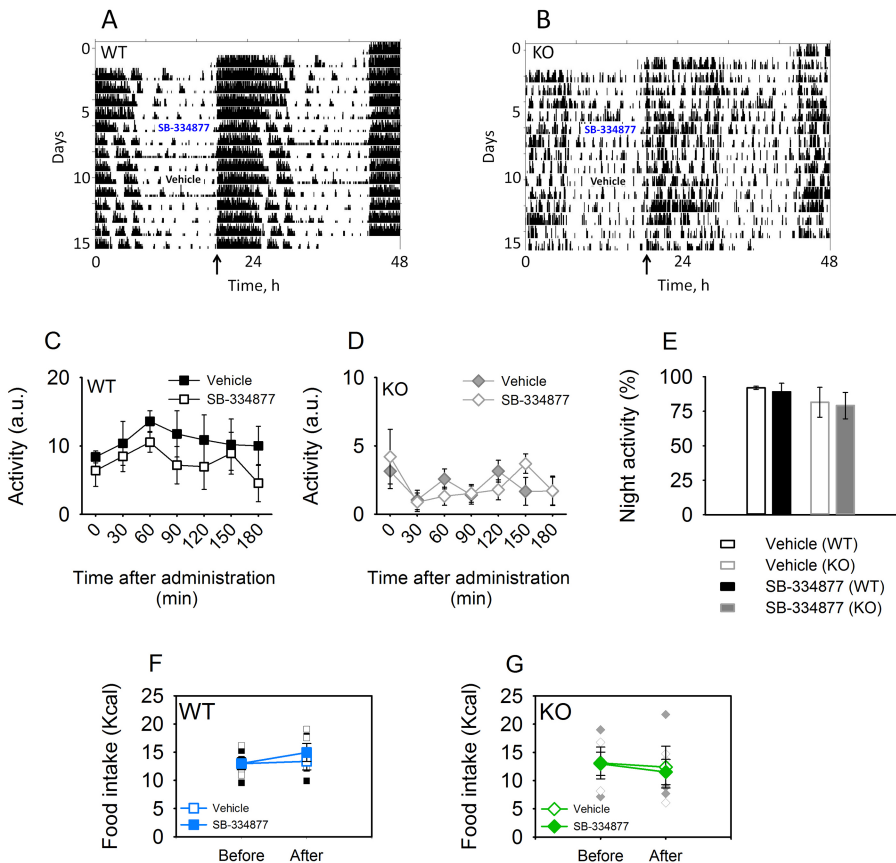 A
WT
0
5
10
15
Days
SB-334877
Vehicle
0
24
48
Time, h
B
KO
0
5
10
15
Days
SB-334877
Vehicle
0
24
48
Time, h
C
WT
Vehicle
SB-334877
20
10
0
Activity (a.u.)
0
30
60
90
120
150
180
Time after administration
(min)
D
KO
Vehicle
SB-334877
10
5
0
Activity (a.u.)
0
30
60
90
120
150
180
Time after administration
(min)
E
100
75
50
25
0
Night activity (%)
Vehicle (WT)
Vehicle (KO)
SB-334877 (WT)
SB-334877 (KO)
F
WT
25
20
15
10
5
0
Food intake (Kcal)
Vehicle
SB-334877
Before
After
G
KO
25
20
15
10
5
0
Food intake (Kcal)
Vehicle
SB-334877
Before
After